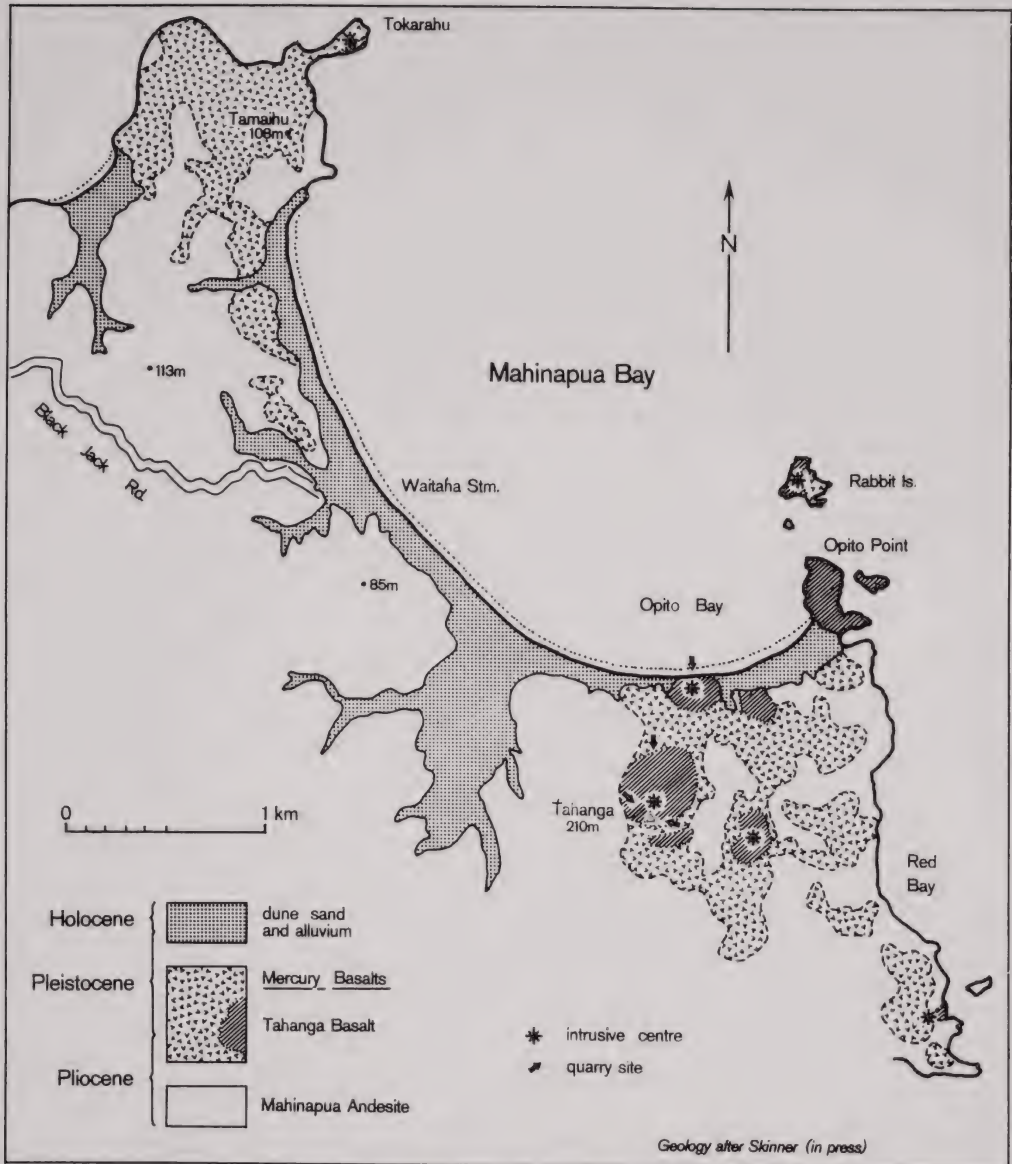 Tokarahu
Tamaihu
108m
N
Mahinapua Bay
113m
Black Jack Rd.
Waitaha Stm.
Rabbit Is.
Opito Point
85m
Opito Bay
0 1 km
Tahanga
210m
Red
Bay
Holocene
dune sand
and alluvium
Pleistocene
Mercury Basalts
Tahanga Basalt
Pliocene
Mahinapua Andesite
intrusive centre
quarry site
Geology after Skinner (in press)